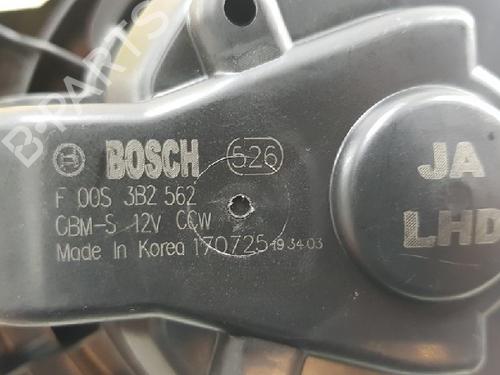 B-PARTS
BOSCH 526
F 00S 3B2 562
CBM-S 12V CCW
Made In Korea 170725 19 34 03
JA
LHD